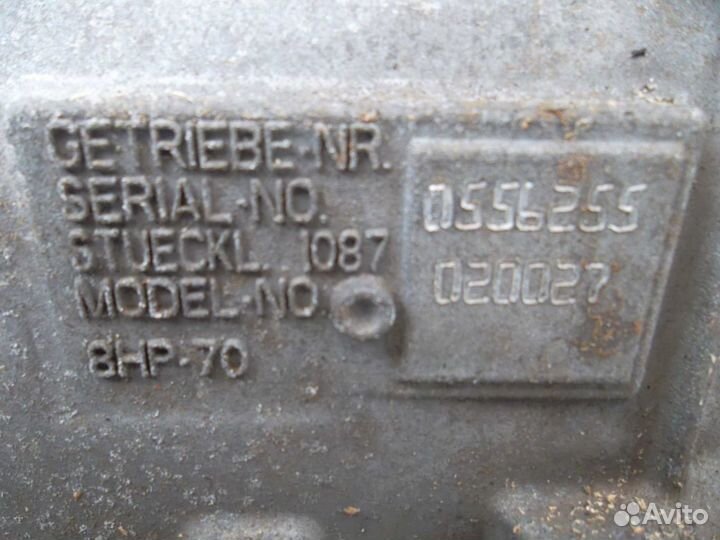 GETRIEBE-NR.
SERIAL-NO. 0556255
STUECKL. . 1087
MODEL-NO. 020027
8HP-70
Avito